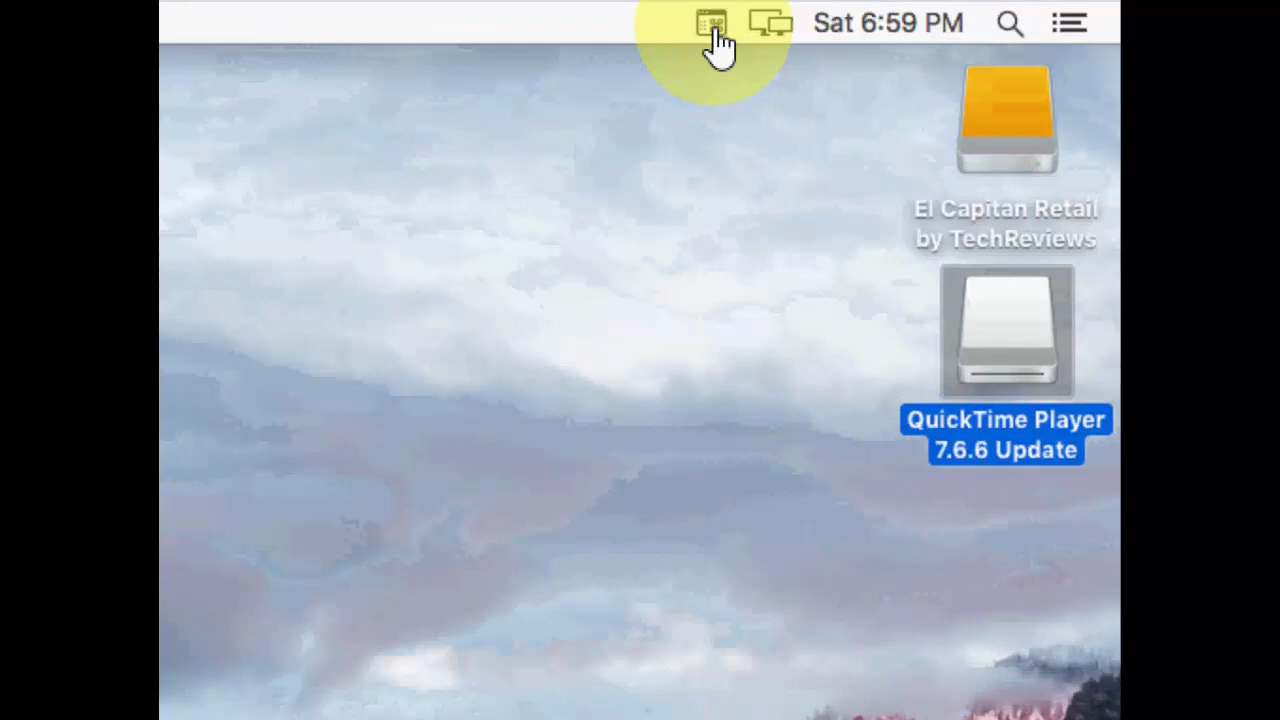 Sat 6:59 PM
El Capitan Retail
by TechReviews
QuickTime Player
7.6.6 Update